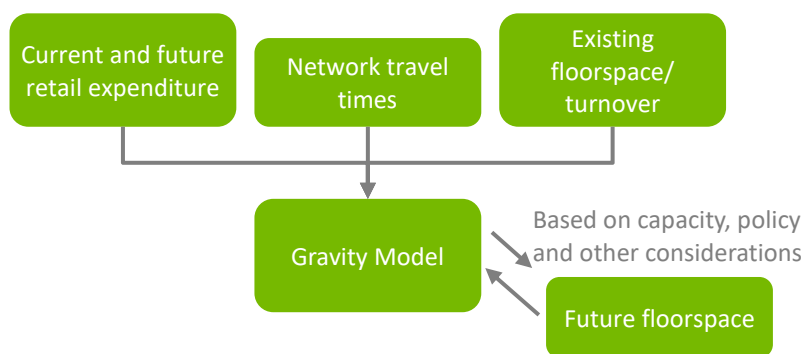 Current and future
retail expenditure
Network travel
times
Existing
floorspace/
turnover
Gravity Model
Based on capacity, policy
and other considerations
Future floorspace